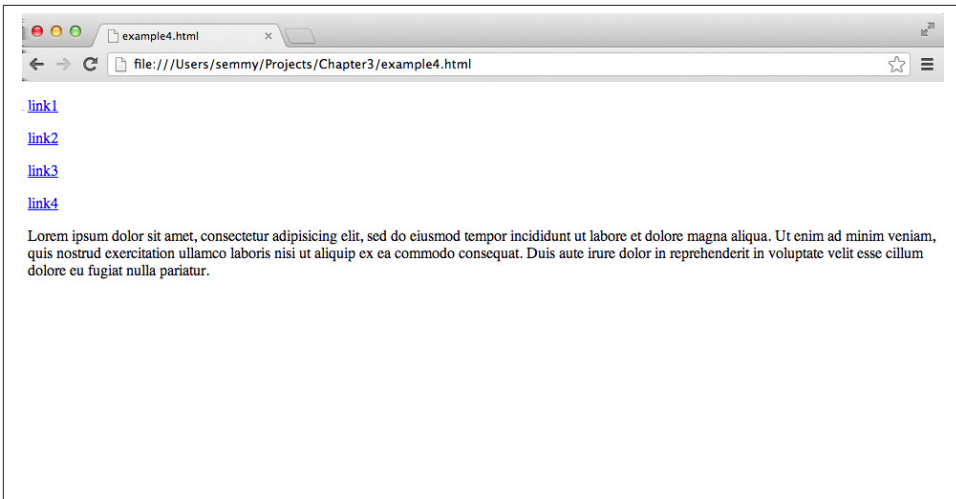 example4.html
file:///Users/semmy/Projects/Chapter3/example4.html
link1
link2
link3
link4
Lorem ipsum dolor sit amet, consectetur adipisicing elit, sed do eiusmod tempor incididunt ut labore et dolore magna aliqua. Ut enim ad minim veniam,
quis nostrud exercitation ullamco laboris nisi ut aliquip ex ea commodo consequat. Duis aute irure dolor in reprehenderit in voluptate velit esse cillum
dolore eu fugiat nulla pariatur.